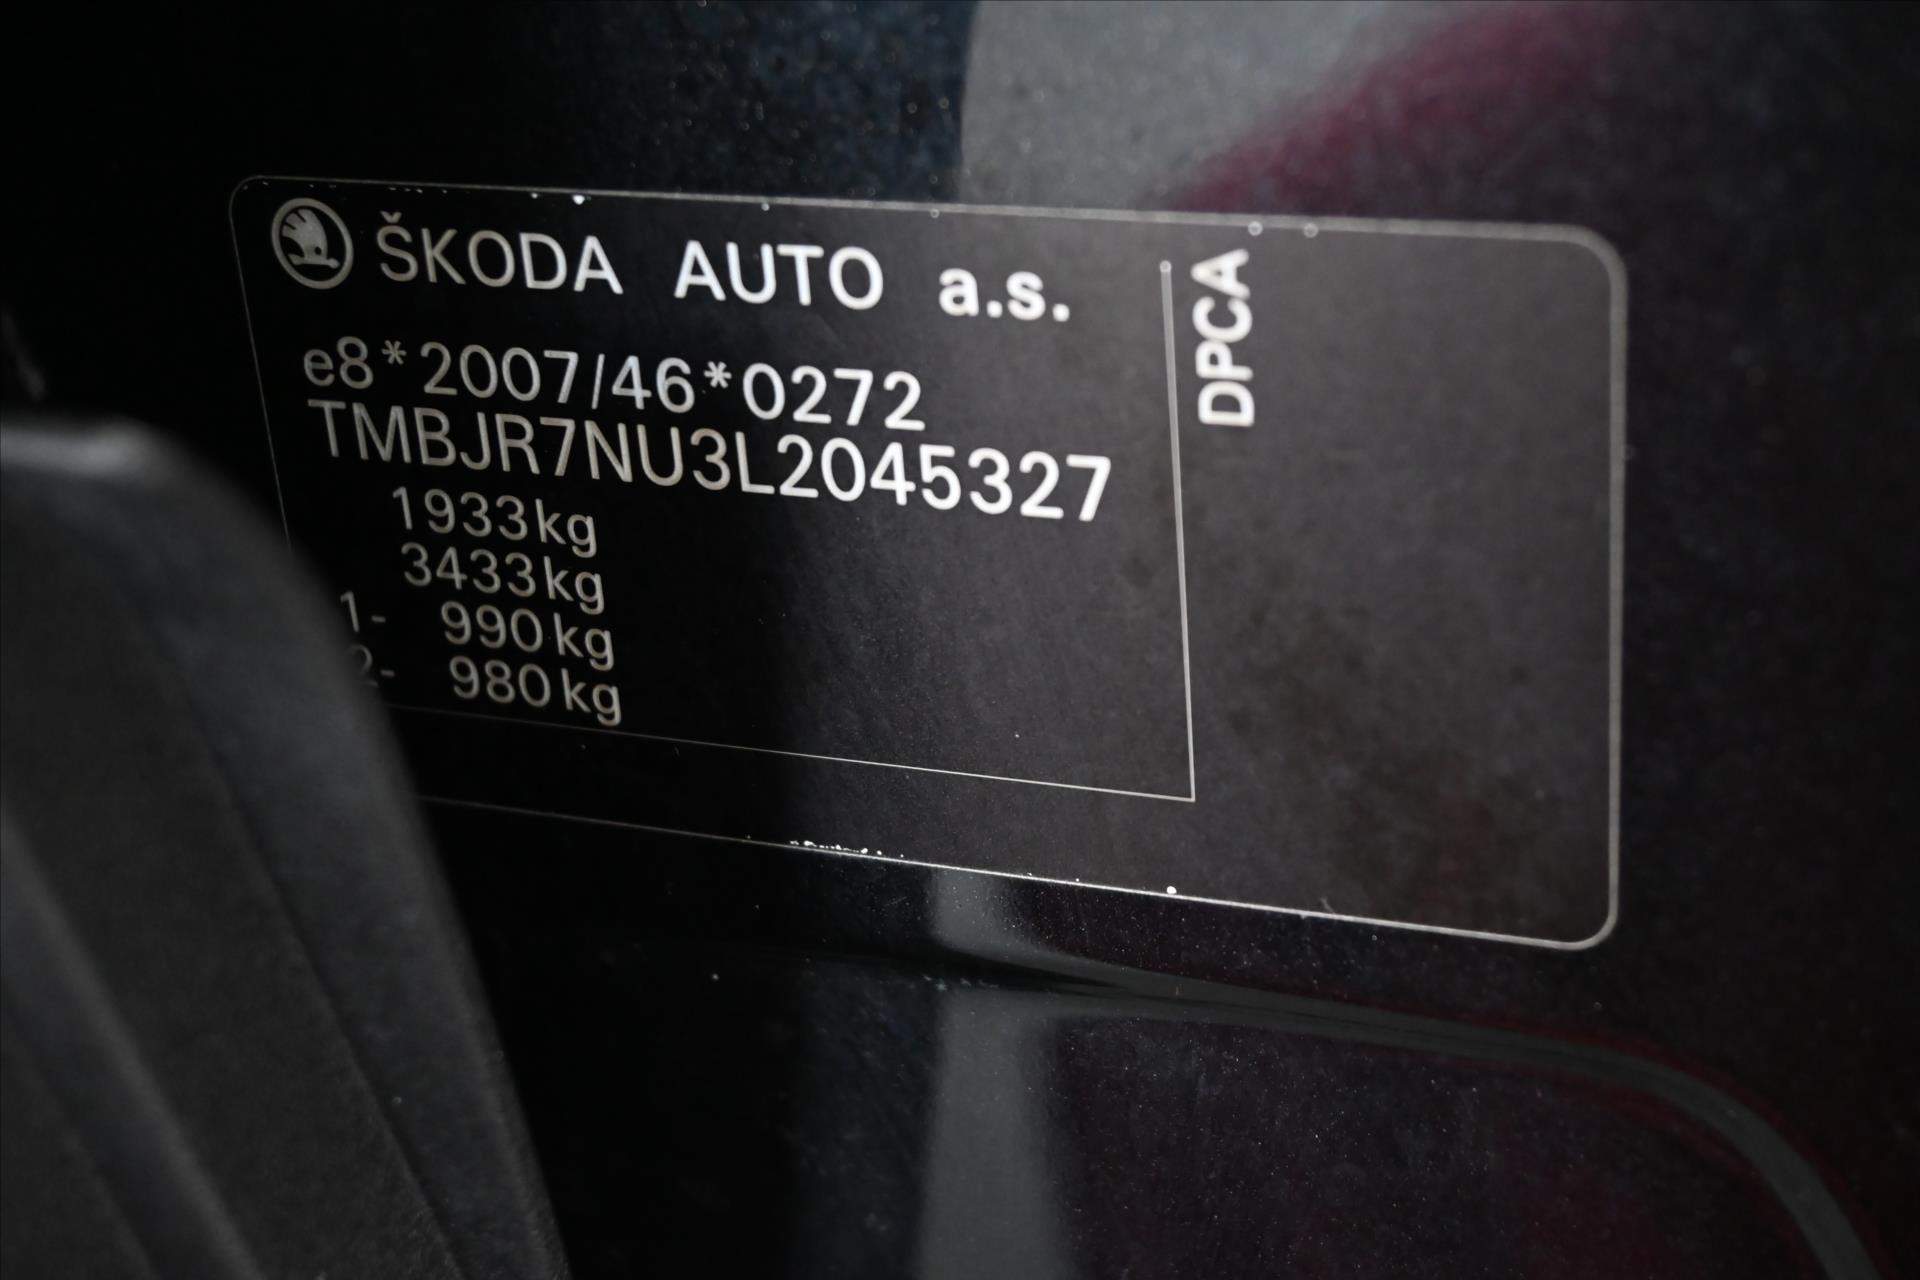 ŠKODA AUTO a.s.
e8*2007/46*0272
TMBJR7NU3L2045327
1933kg
3433kg
1- 990kg
2- 980kg
DPCA